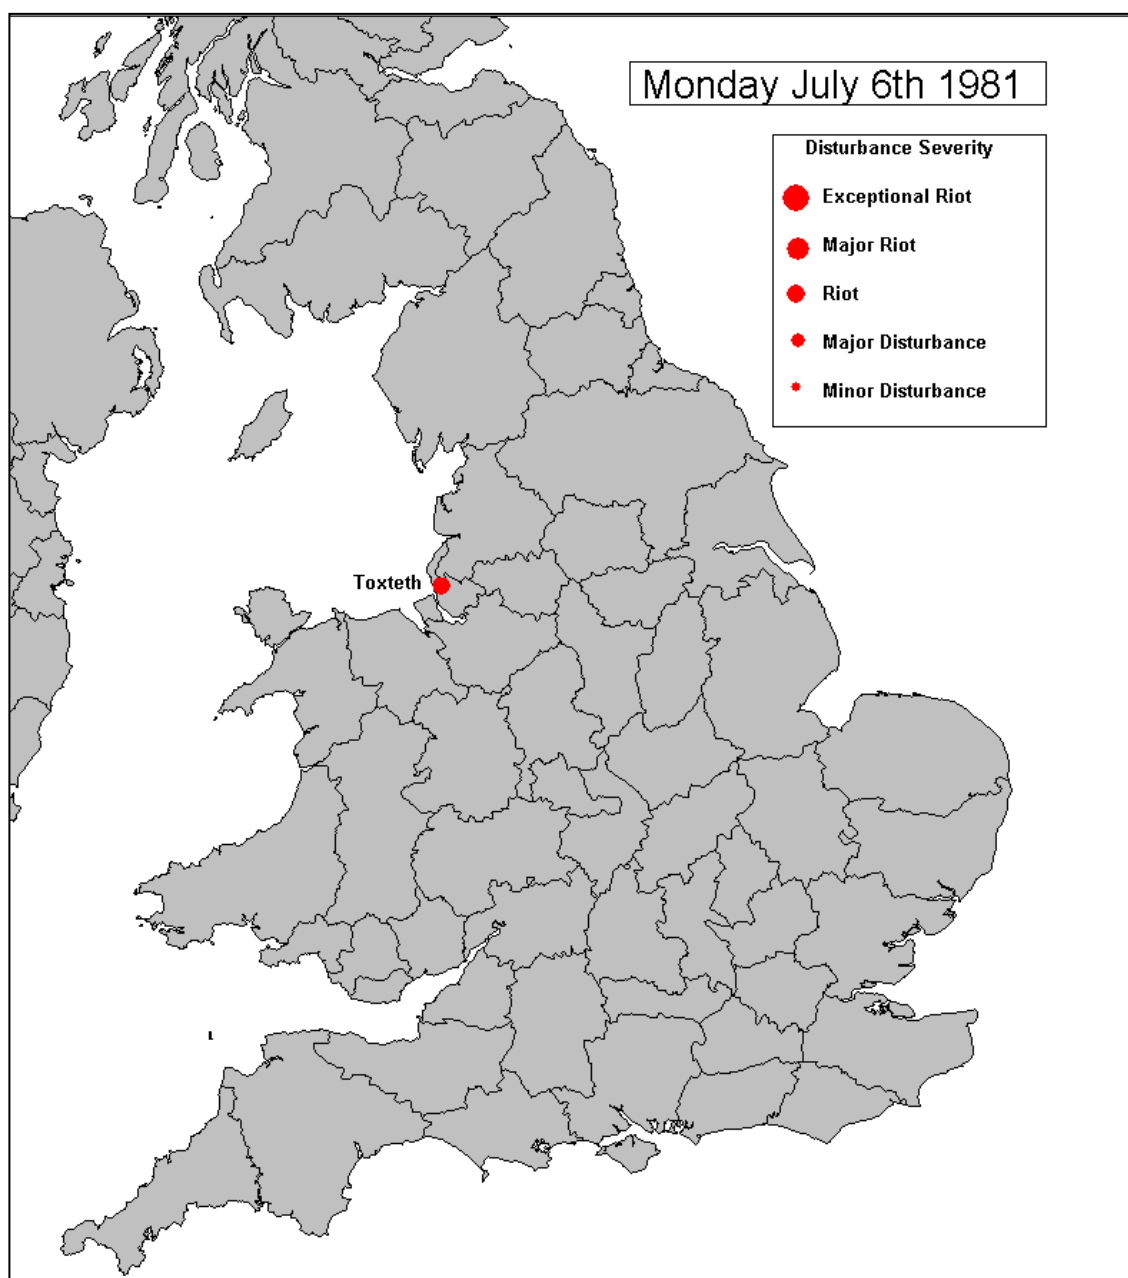 Monday July 6th 1981
Disturbance Severity
Exceptional Riot
Major Riot
Riot
Major Disturbance
Minor Disturbance
Toxteth